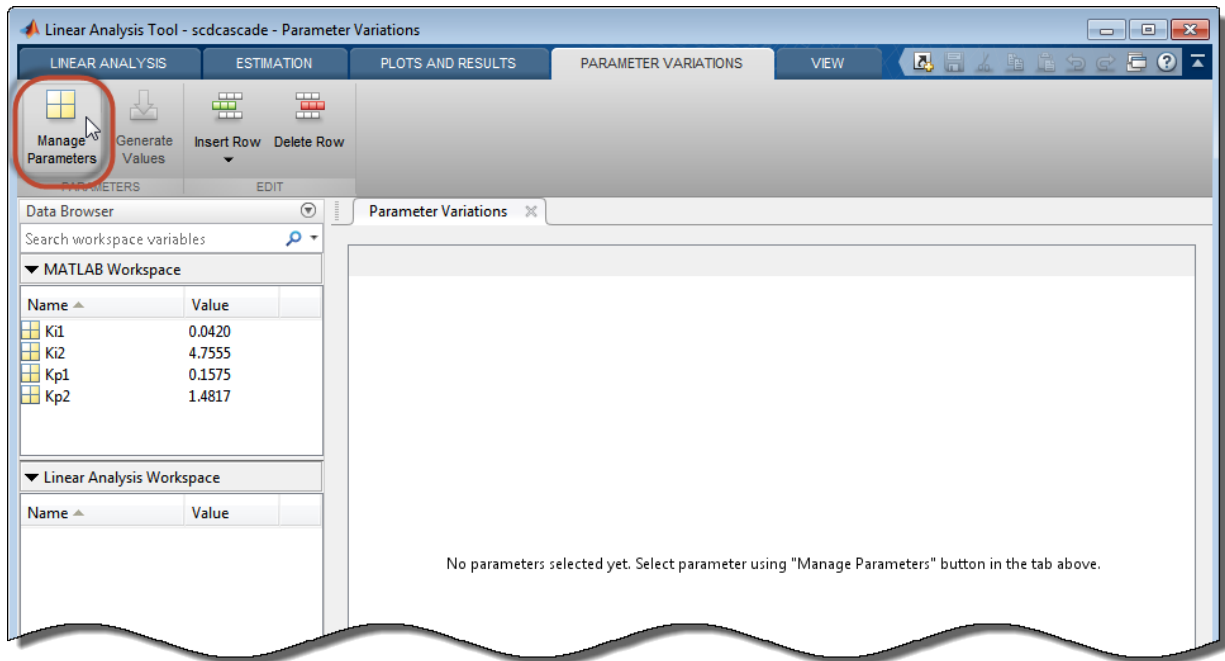 Linear Analysis Tool - scdcascade - Parameter Variations
LINEAR ANALYSIS ESTIMATION PLOTS AND RESULTS PARAMETER VARIATIONS VIEW
Manage Parameters
Generate Values
Insert Row
Delete Row
PARAMETERS EDIT
Data Browser
Parameter Variations
Search workspace variables
MATLAB Workspace
Name Value
Ki1 0.0420
Ki2 4.7555
Kp1 0.1575
Kp2 1.4817
Linear Analysis Workspace
Name Value
No parameters selected yet. Select parameter using "Manage Parameters" button in the tab above.